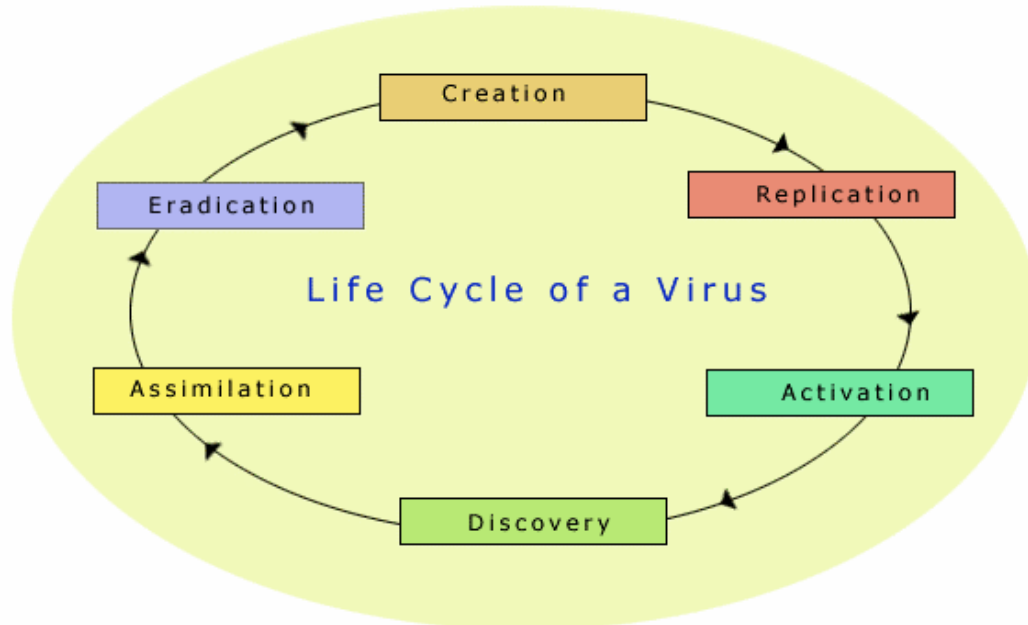 Creation
Replication
Eradication
Life Cycle of a Virus
Assimilation
Activation
Discovery